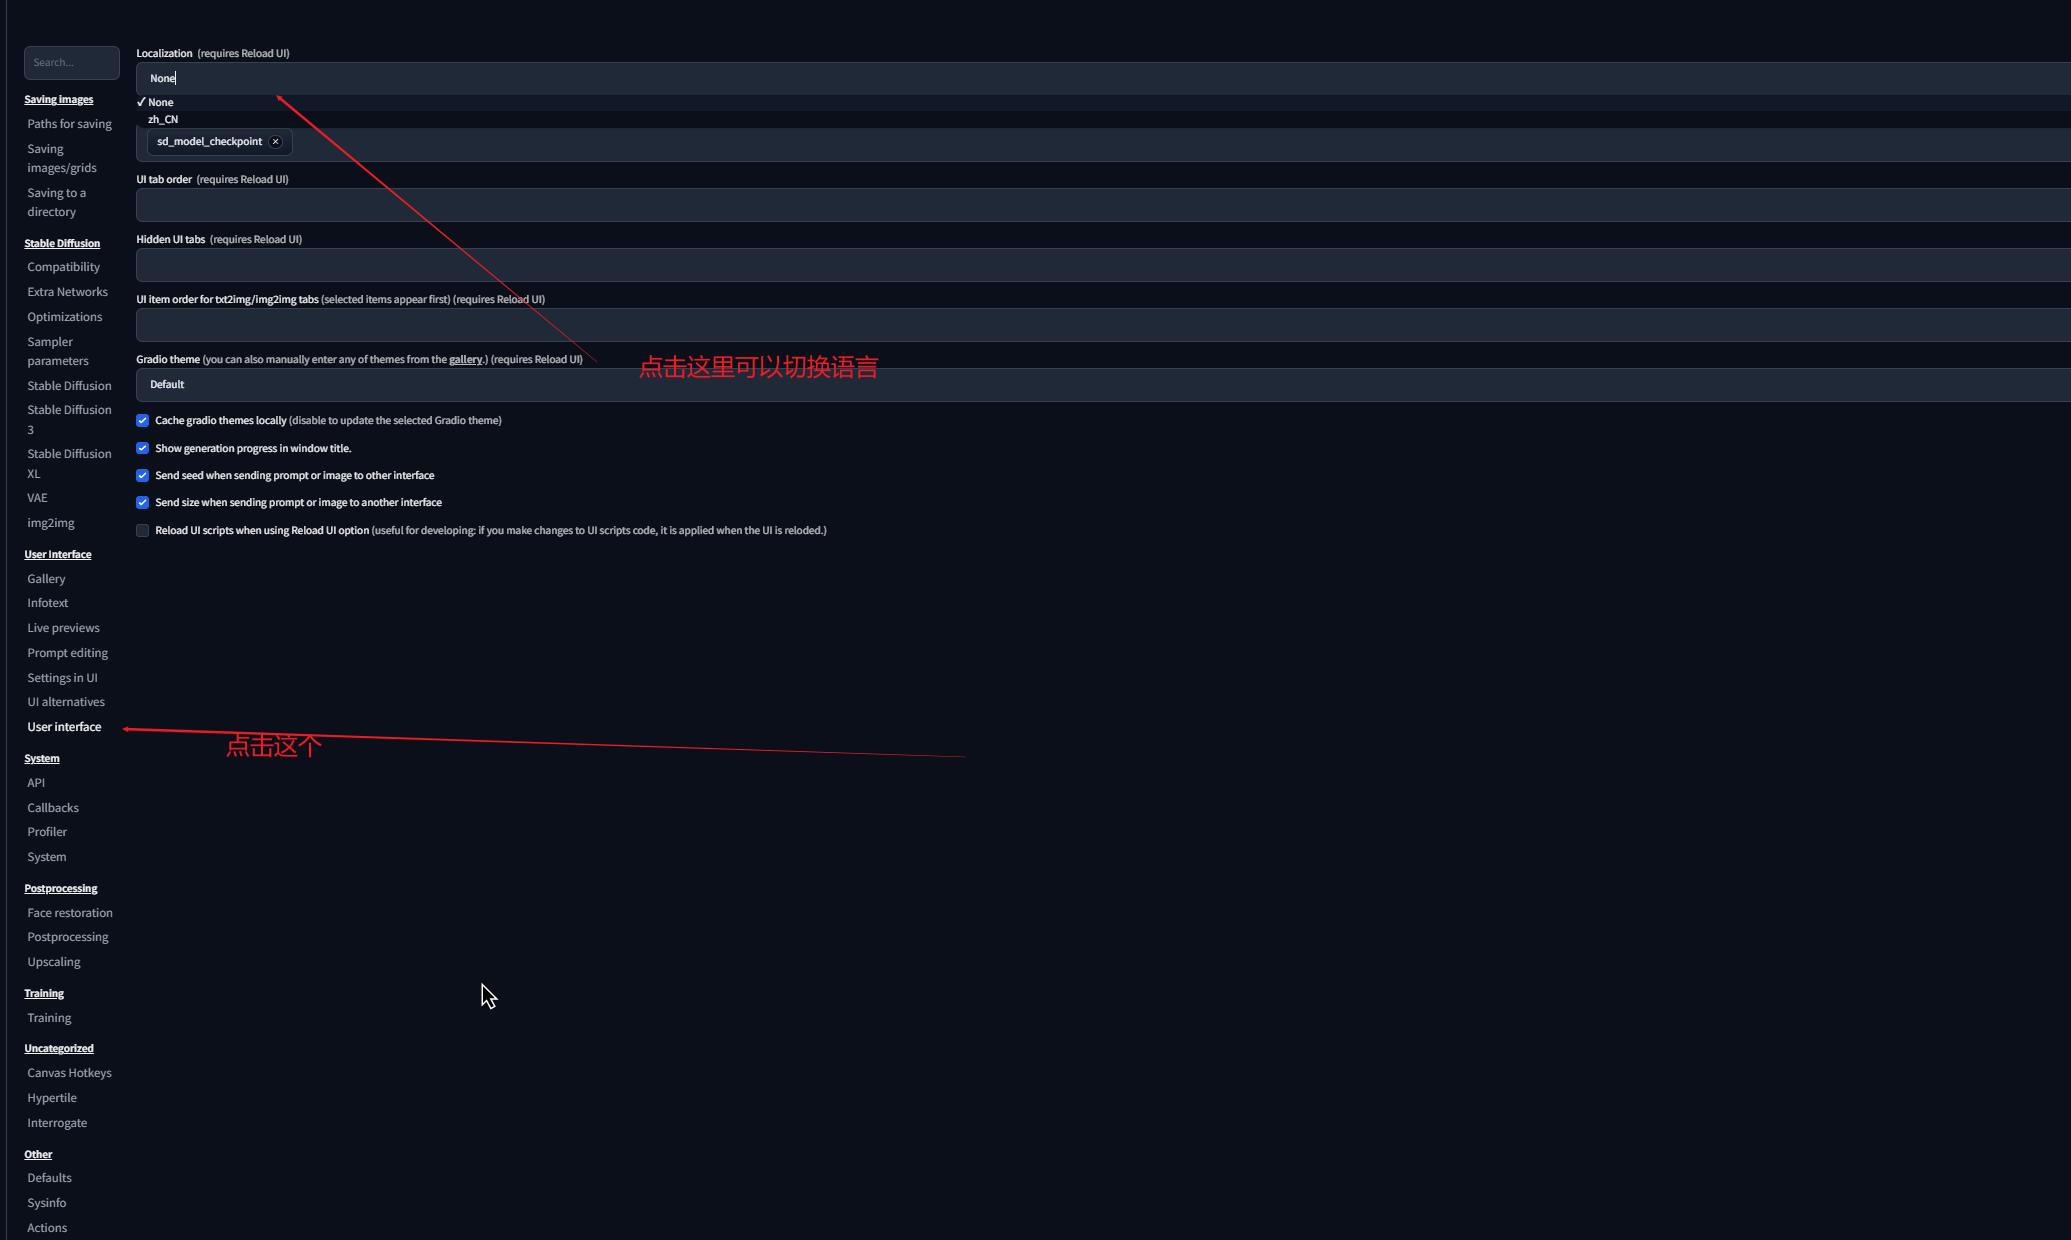 Search...
Saving images
Paths for saving
Saving
images/grids
Saving to a
directory
Stable Diffusion
Compatibility
Extra Networks
Optimizations
Sampler
parameters
Stable Diffusion
Stable Diffusion
3
Stable Diffusion
XL
VAE
img2img
User Interface
Gallery
Infotext
Live previews
Prompt editing
Settings in UI
UI alternatives
User interface
System
API
Callbacks
Profiler
System
Postprocessing
Face restoration
Postprocessing
Upscaling
Training
Training
Uncategorized
Canvas Hotkeys
Hypertile
Interrogate
Other
Defaults
Sysinfo
Actions
Localization (requires Reload UI)
None
✓ None
zh_CN
sd_model_checkpoint
UI tab order (requires Reload UI)
Hidden UI tabs (requires Reload UI)
UI item order for txt2img/img2img tabs (selected items appear first) (requires Reload UI)
Gradio theme (you can also manually enter any of themes from the gallery.) (requires Reload UI)
点击这里可以切换语言
Default
Cache gradio themes locally (disable to update the selected Gradio theme)
Show generation progress in window title.
Send seed when sending prompt or image to other interface
Send size when sending prompt or image to another interface
Reload UI scripts when using Reload UI option (useful for developing: if you make changes to UI scripts code, it is applied when the UI is reloded.)
点击这个